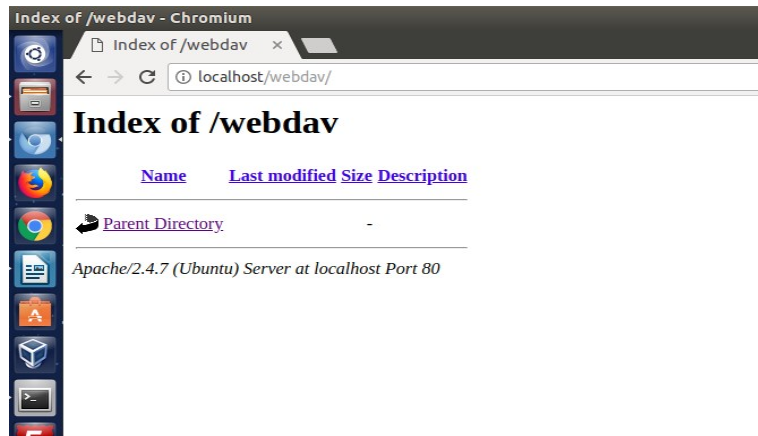 Index of /webdav - Chromium
Index of /webdav ×
localhost/webdav/
Index of /webdav
Name Last modified Size Description
Parent Directory -
Apache/2.4.7 (Ubuntu) Server at localhost Port 80